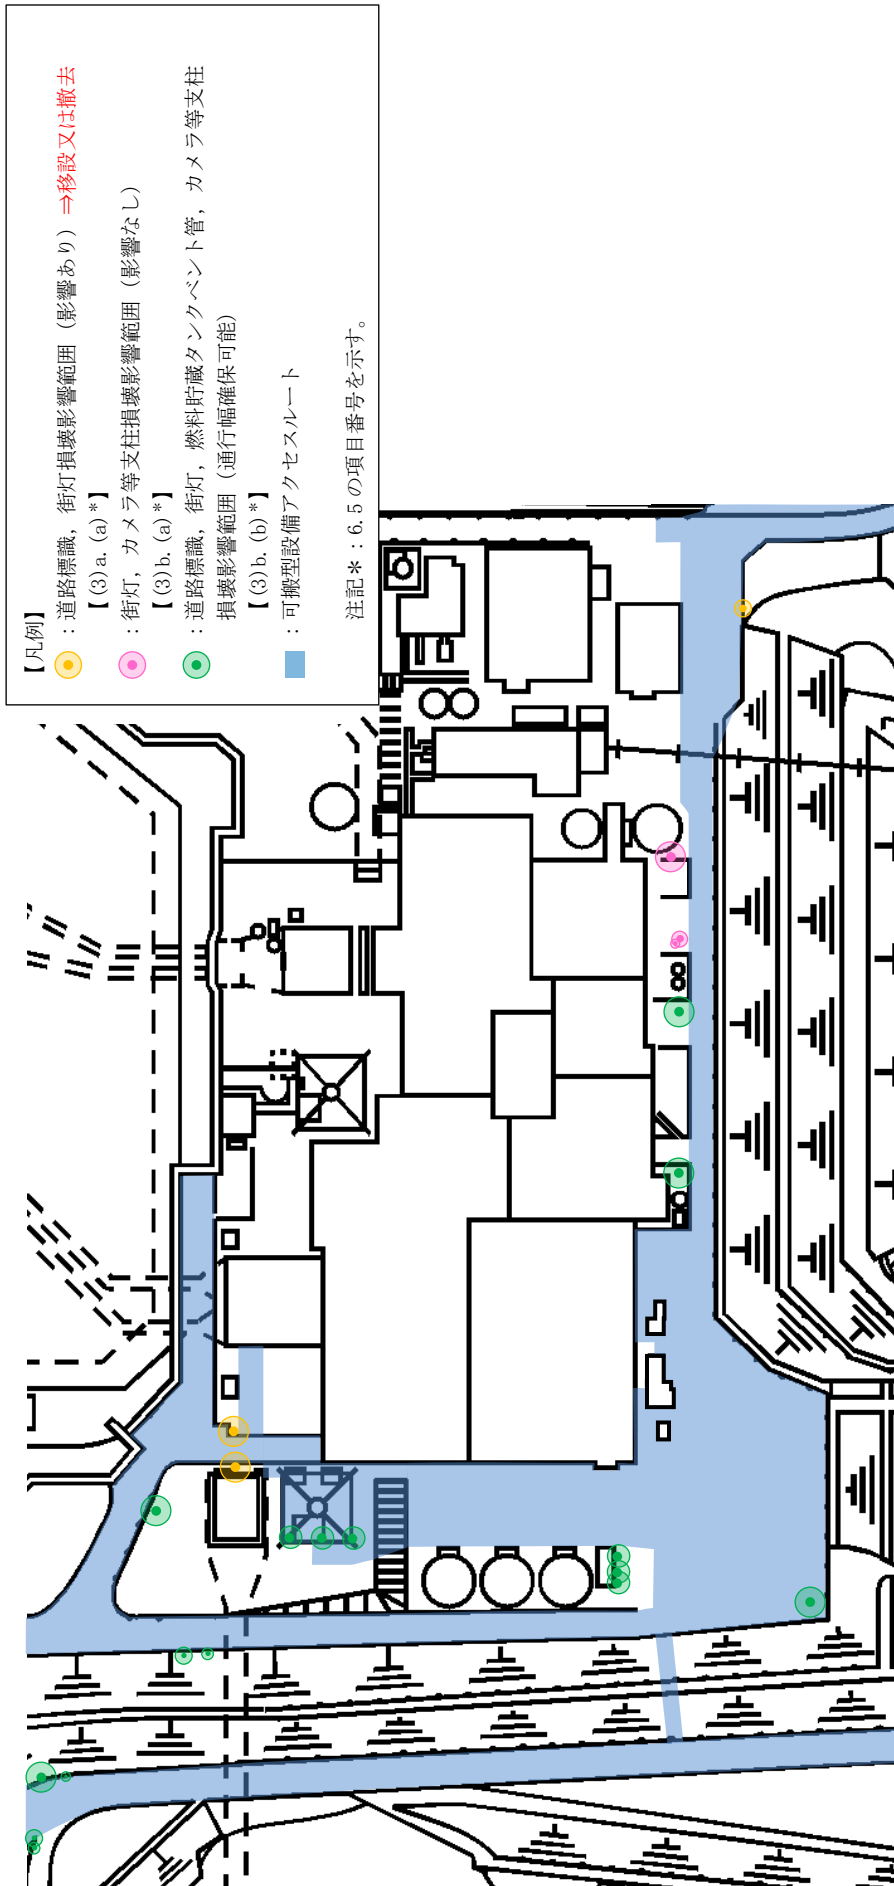 【凡例】
：道路標識，街灯損壊影響範囲（影響あり）⇒移設又は撤去
【(3)a.(a)*】
：街灯，カメラ等支柱損壊影響範囲（影響なし）
【(3)b.(a)*】
：道路標識，街灯，燃料貯蔵タンクベント管，カメラ等支柱
損壊影響範囲（通行幅確保可能）
【(3)b.(b)*】
：可搬型設備アクセスルート
注記＊：6.5の項目番号を示す。